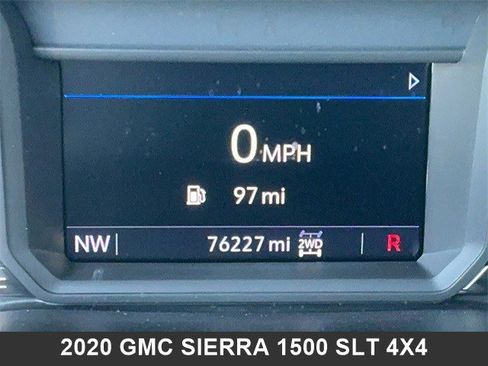 0 MPH
97 mi
NW 76227 mi 2WD R
2020 GMC SIERRA 1500 SLT 4X4